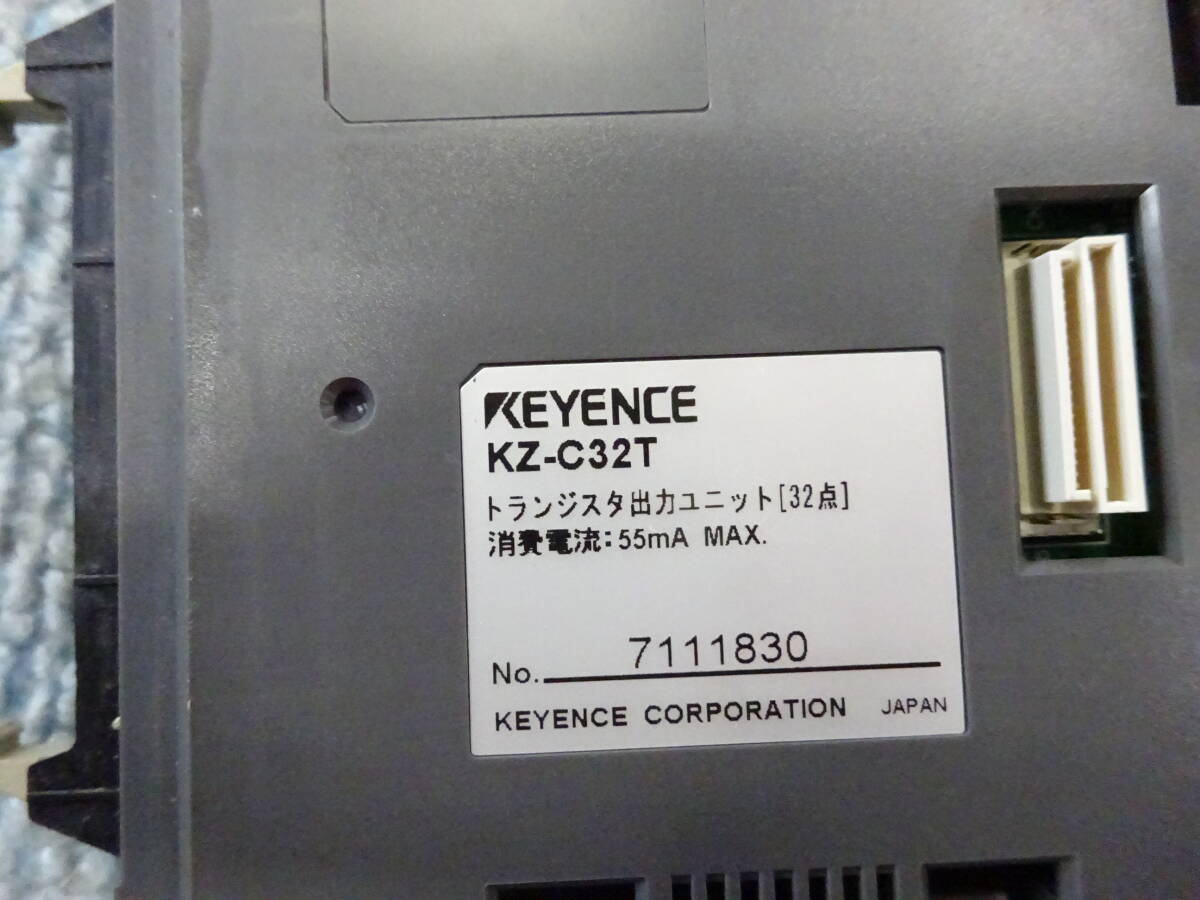 KEYENCE
KZ-C32T
トランジスタ出力ユニット[32点]
消費電流:55mA MAX.
No. 7111830
KEYENCE CORPORATION JAPAN